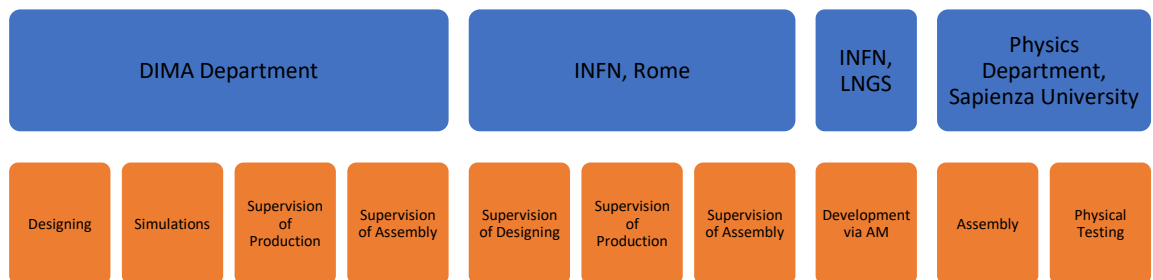 DIMA Department
INFN, Rome
INFN,
LNGS
Physics
Department,
Sapienza University
Designing
Simulations
Supervision
of
Production
Supervision
of Assembly
Supervision
of Designing
Supervision
of
Production
Supervision
of Assembly
Development
via AM
Assembly
Physical
Testing